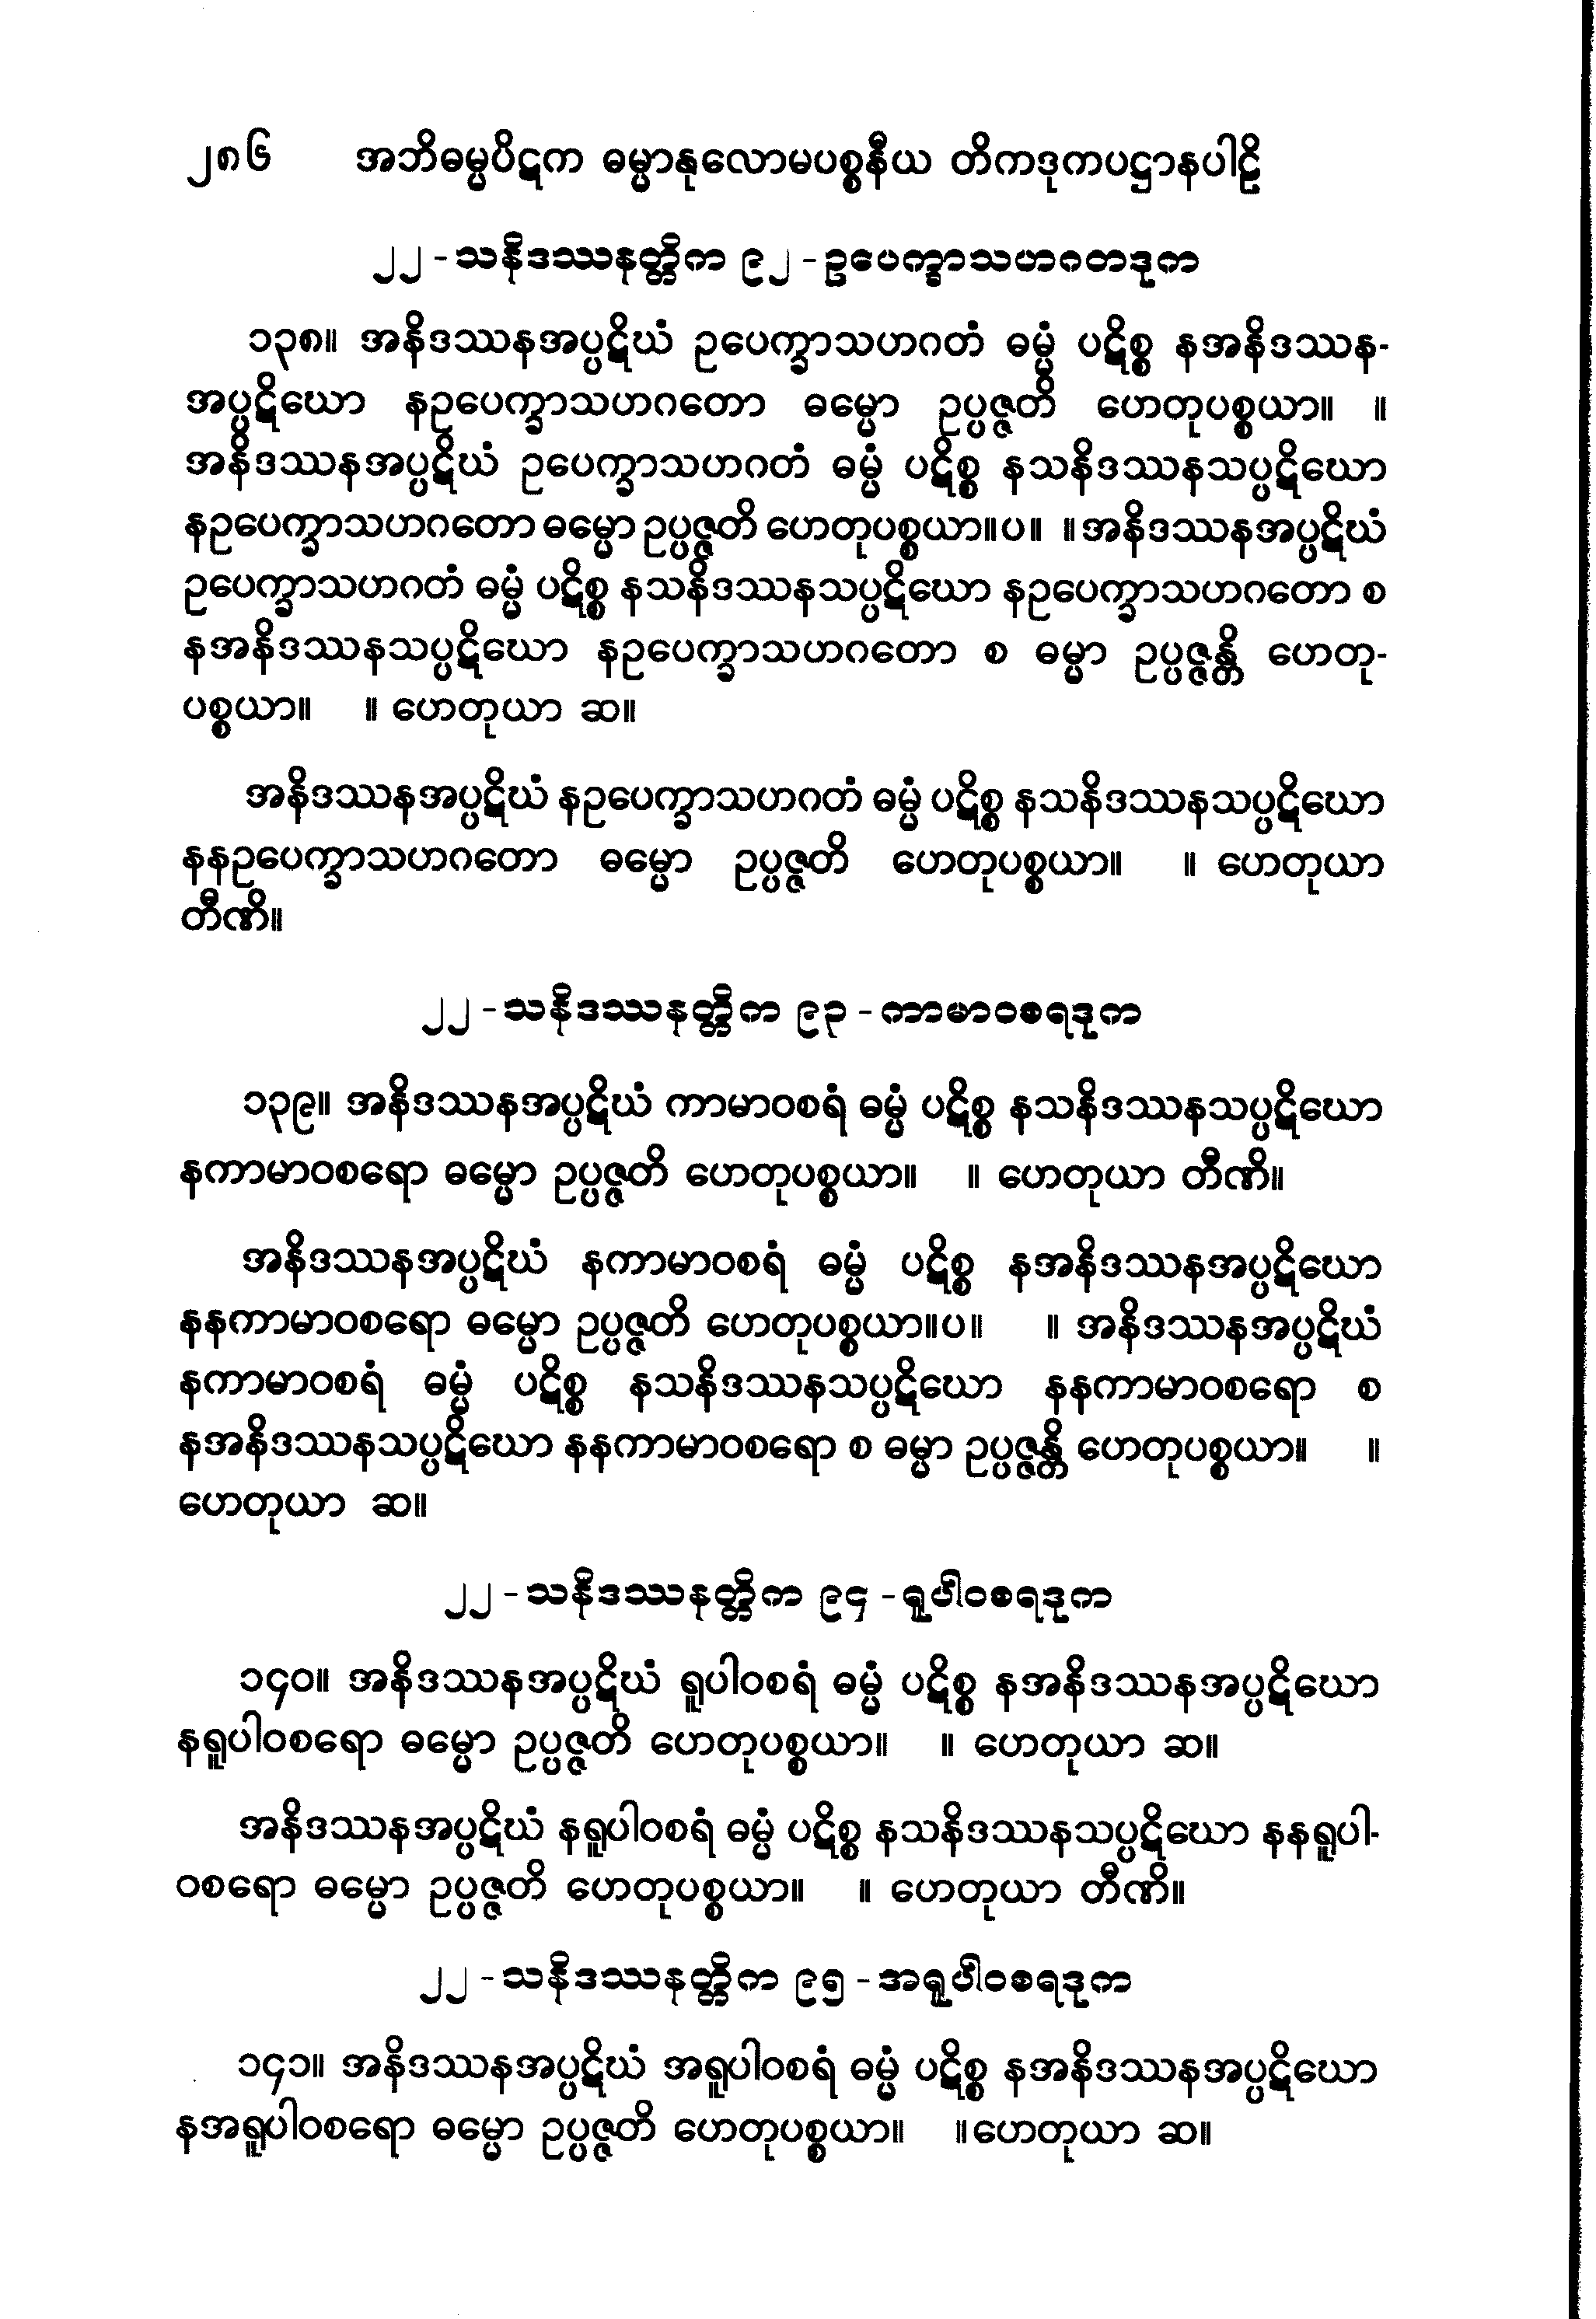 ၂၈၆ အဘိဓမ္မပိဋက ဓမ္မာနုလောမပစ္စနီယ တိကဒုကပဋ္ဌာနပါဠိ
၂၂ - သနိဒဿနတ္တိက ၉၂ - ဥပေက္ခာသဟဂတဒုက
၁၃၈။ အနိဒဿနအပ္ပဋိဃံ ဥပေက္ခာသဟဂတံ ဓမ္မံ ပဋိစ္စ နအနိဒဿန-
အပ္ပဋိဃော နဥပေက္ခာသဟဂတော ဓမ္မော ဥပ္ပဇ္ဇတိ ဟေတုပစ္စယာ။ ။
အနိဒဿနအပ္ပဋိဃံ ဥပေက္ခာသဟဂတံ ဓမ္မံ ပဋိစ္စ နသနိဒဿနသပ္ပဋိဃော
နဥပေက္ခာသဟဂတော ဓမ္မော ဥပ္ပဇ္ဇတိ ဟေတုပစ္စယာ။ပ။ ။အနိဒဿနအပ္ပဋိဃံ
ဥပေက္ခာသဟဂတံ ဓမ္မံ ပဋိစ္စ နသနိဒဿနသပ္ပဋိဃော နဥပေက္ခာသဟဂတော စ
နအနိဒဿနသပ္ပဋိဃော နဥပေက္ခာသဟဂတော စ ဓမ္မာ ဥပ္ပဇ္ဇန္တိ ဟေတု-
ပစ္စယာ။ ။ ဟေတုယာ ဆ။
အနိဒဿနအပ္ပဋိဃံ နဥပေက္ခာသဟဂတံ ဓမ္မံ ပဋိစ္စ နသနိဒဿနသပ္ပဋိဃော
နနဥပေက္ခာသဟဂတော ဓမ္မော ဥပ္ပဇ္ဇတိ ဟေတုပစ္စယာ။ ။ ဟေတုယာ
တီဏိ။
၂၂ - သနိဒဿနတ္တိက ၉၃ - ကာမာဝစရဒုက
၁၃၉။ အနိဒဿနအပ္ပဋိဃံ ကာမာဝစရံ ဓမ္မံ ပဋိစ္စ နသနိဒဿနသပ္ပဋိဃော
နကာမာဝစရော ဓမ္မော ဥပ္ပဇ္ဇတိ ဟေတုပစ္စယာ။ ။ ဟေတုယာ တီဏိ။
အနိဒဿနအပ္ပဋိဃံ နကာမာဝစရံ ဓမ္မံ ပဋိစ္စ နအနိဒဿနအပ္ပဋိဃော
နနကာမာဝစရော ဓမ္မော ဥပ္ပဇ္ဇတိ ဟေတုပစ္စယာ။ပ။ ။ အနိဒဿနအပ္ပဋိဃံ
နကာမာဝစရံ ဓမ္မံ ပဋိစ္စ နသနိဒဿနသပ္ပဋိဃော နနကာမာဝစရော စ
နအနိဒဿနသပ္ပဋိဃော နနကာမာဝစရော စ ဓမ္မာ ဥပ္ပဇ္ဇန္တိ ဟေတုပစ္စယာ။ ။
ဟေတုယာ ဆ။
၂၂ - သနိဒဿနတ္တိက ၉၄ - ရူပါဝစရဒုက
၁၄၀။ အနိဒဿနအပ္ပဋိဃံ ရူပါဝစရံ ဓမ္မံ ပဋိစ္စ နအနိဒဿနအပ္ပဋိဃော
နရူပါဝစရော ဓမ္မော ဥပ္ပဇ္ဇတိ ဟေတုပစ္စယာ။ ။ ဟေတုယာ ဆ။
အနိဒဿနအပ္ပဋိဃံ နရူပါဝစရံ ဓမ္မံ ပဋိစ္စ နသနိဒဿနသပ္ပဋိဃော နနရူပါ-
ဝစရော ဓမ္မော ဥပ္ပဇ္ဇတိ ဟေတုပစ္စယာ။ ။ ဟေတုယာ တီဏိ။
၂၂ - သနိဒဿနတ္တိက ၉၅ - အရူပါဝစရဒုက
၁၄၁။ အနိဒဿနအပ္ပဋိဃံ အရူပါဝစရံ ဓမ္မံ ပဋိစ္စ နအနိဒဿနအပ္ပဋိဃော
နအရူပါဝစရော ဓမ္မော ဥပ္ပဇ္ဇတိ ဟေတုပစ္စယာ။ ။ဟေတုယာ ဆ။